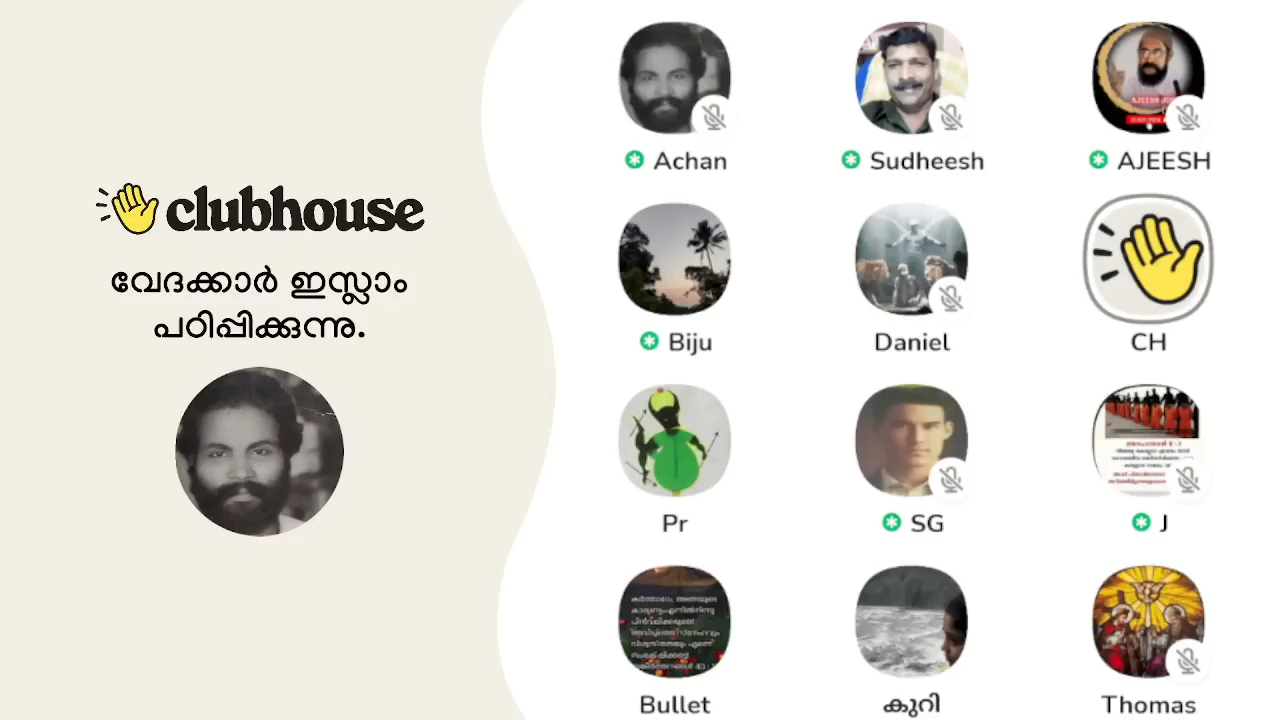 clubhouse
വേദക്കാർ ഇസ്ലാം
പഠിപ്പിക്കുന്നു.
Achan
Sudheesh
AJEESH
Biju
Daniel
CH
Pr
SG
J
Bullet
കുറി
Thomas